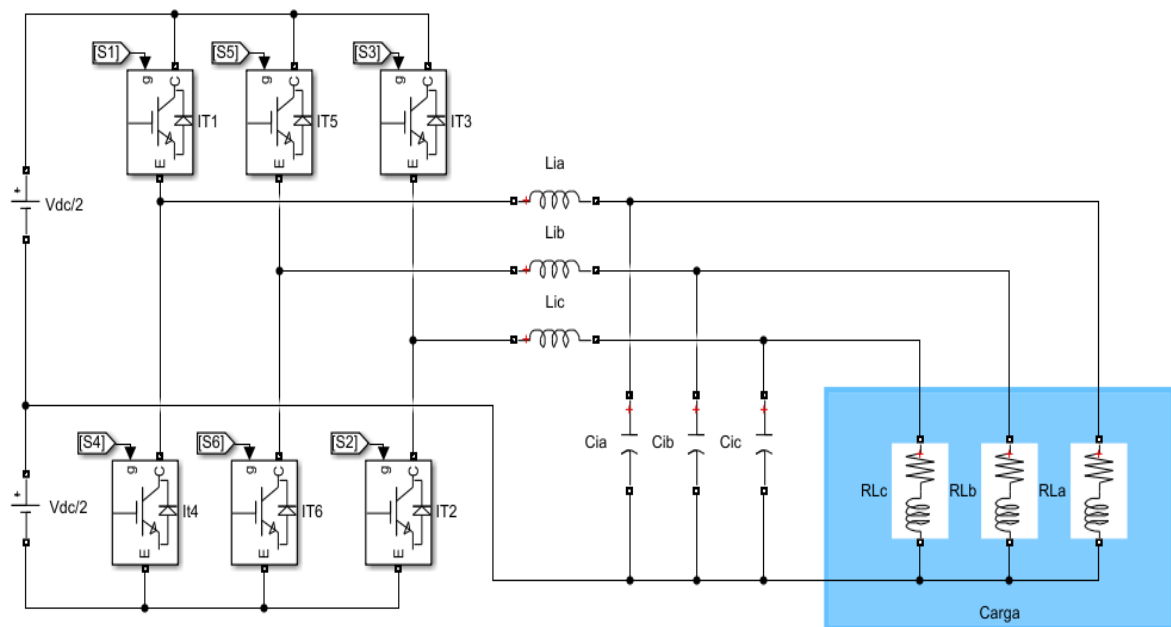 [S1]
[S5]
[S3]
g
C
IT1
E
g
C
IT5
E
g
C
IT3
E
+
Vdc/2
Lia
+
Lib
+
Lic
+
[S4]
[S6]
[S2]
g
C
It4
E
g
C
IT6
E
g
C
IT2
E
+
Vdc/2
+
Cia
+
Cib
+
Cic
+
RLc
+
RLb
+
RLa
Carga